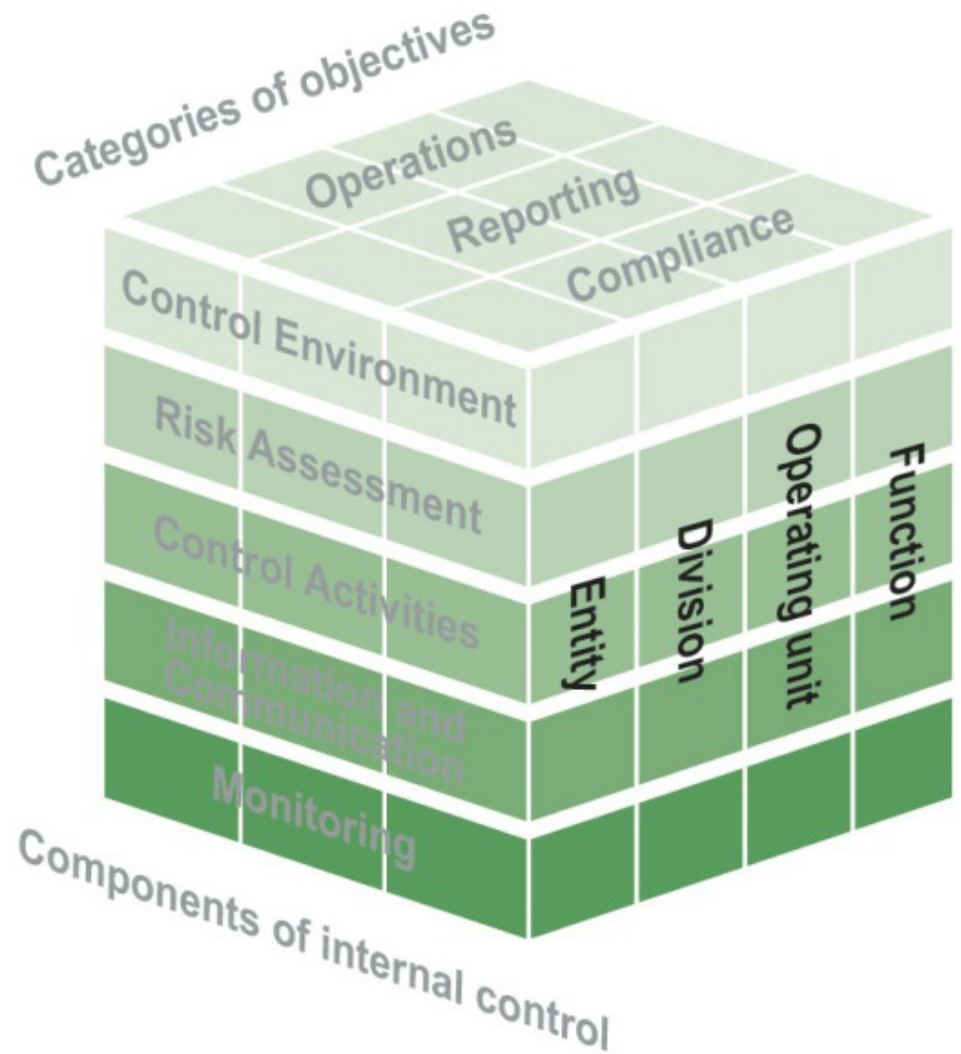 Categories of objectives
Operations
Reporting
Compliance
Control Environment
Risk Assessment
Control Activities
Information and
Communication
Monitoring
Entity
Division
Operating unit
Function
Components of internal control